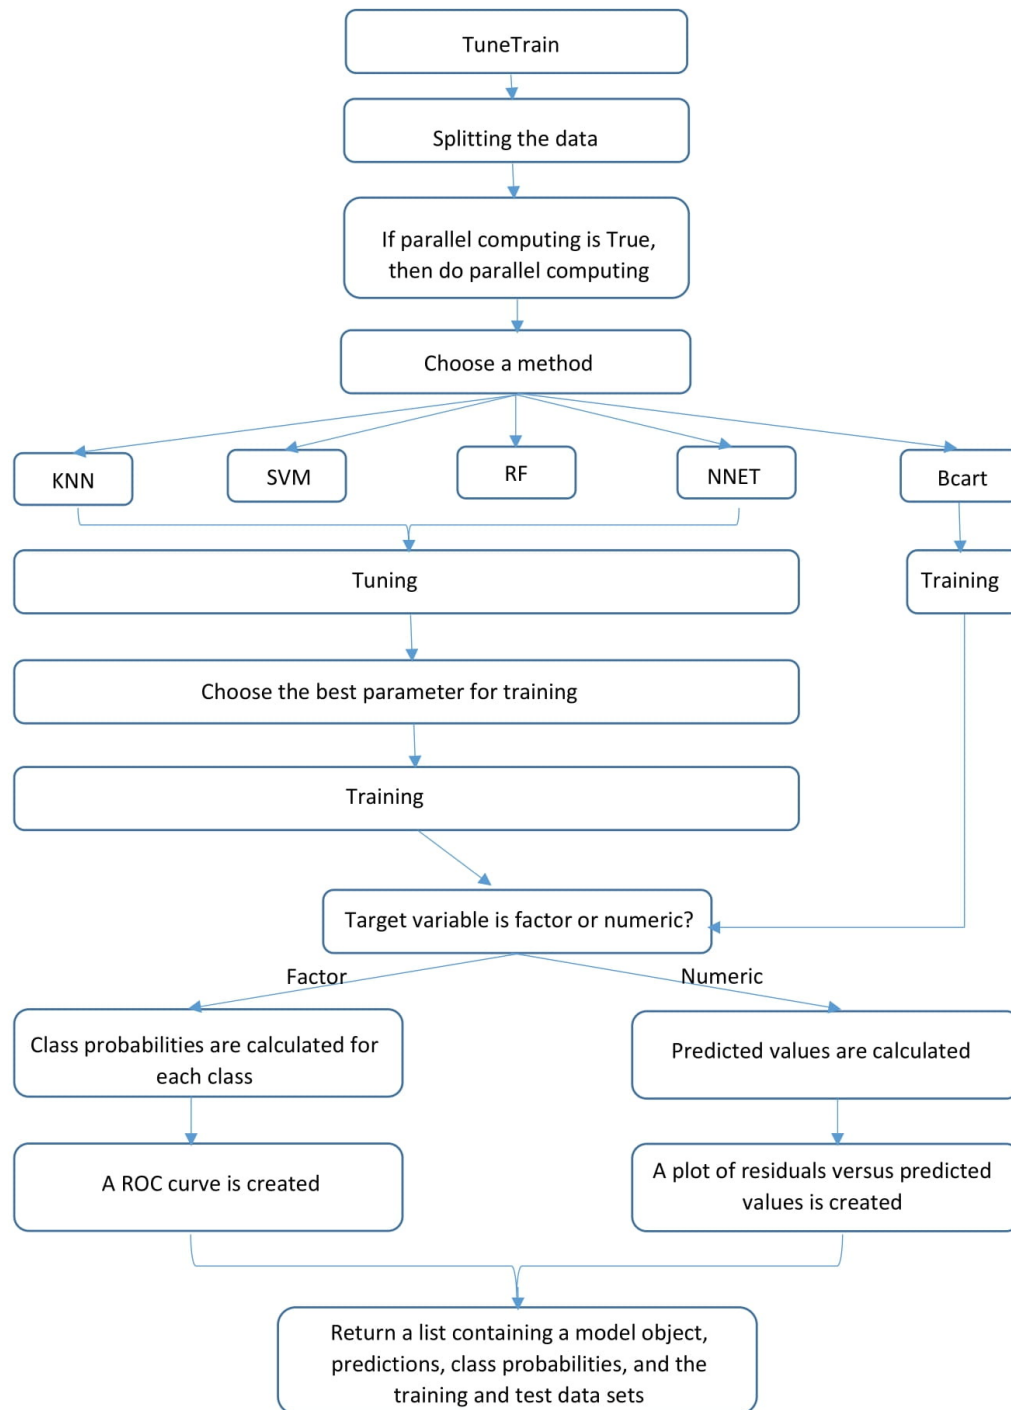 TuneTrain
Splitting the data
If parallel computing is True,
then do parallel computing
Choose a method
KNN
SVM
RF
NNET
Bcart
Tuning
Training
Choose the best parameter for training
Training
Target variable is factor or numeric?
Factor
Numeric
Class probabilities are calculated for
each class
Predicted values are calculated
A ROC curve is created
A plot of residuals versus predicted
values is created
Return a list containing a model object,
predictions, class probabilities, and the
training and test data sets